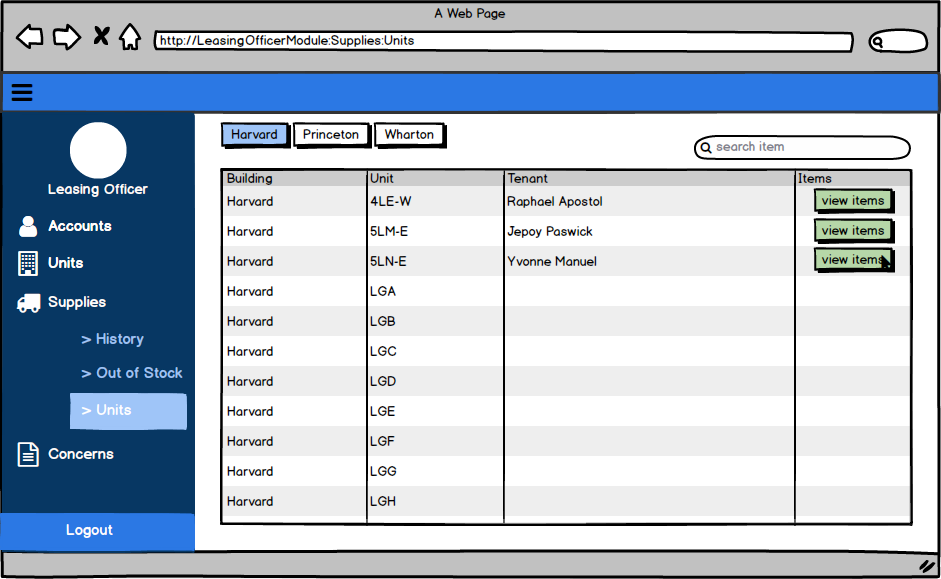 A Web Page
http://LeasingOfficerModule:Supplies:Units
Leasing Officer
Accounts
Units
Supplies
> History
> Out of Stock
> Units
Concerns
Logout
Harvard Princeton Wharton
search item
Building Unit Tenant Items
Harvard 4LE-W Raphael Apostol view items
Harvard 5LM-E Jepoy Paswick view items
Harvard 5LN-E Yvonne Manuel view items
Harvard LGA
Harvard LGB
Harvard LGC
Harvard LGD
Harvard LGE
Harvard LGF
Harvard LGG
Harvard LGH